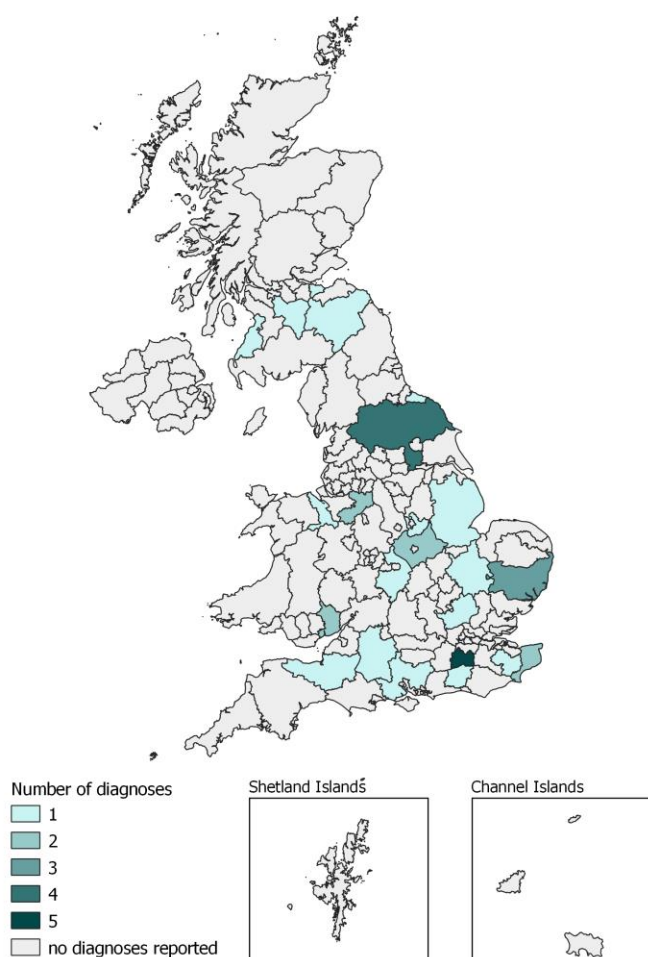 Number of diagnoses
1
2
3
4
5
no diagnoses reported
Shetland Islands
Channel Islands